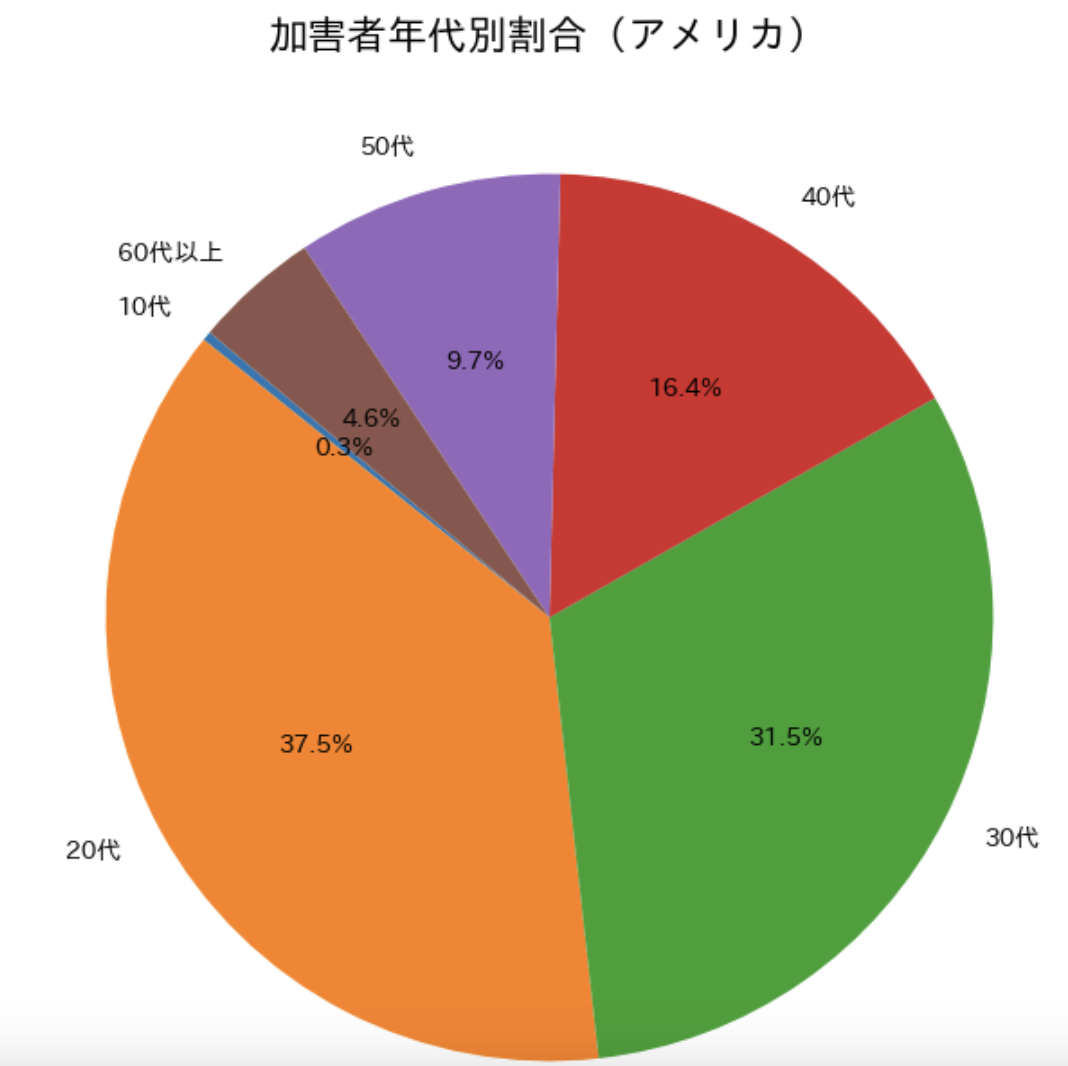 加害者年代別割合（アメリカ）
50代
40代
60代以上
10代
9.7%
16.4%
4.6%
0.3%
37.5%
31.5%
20代
30代